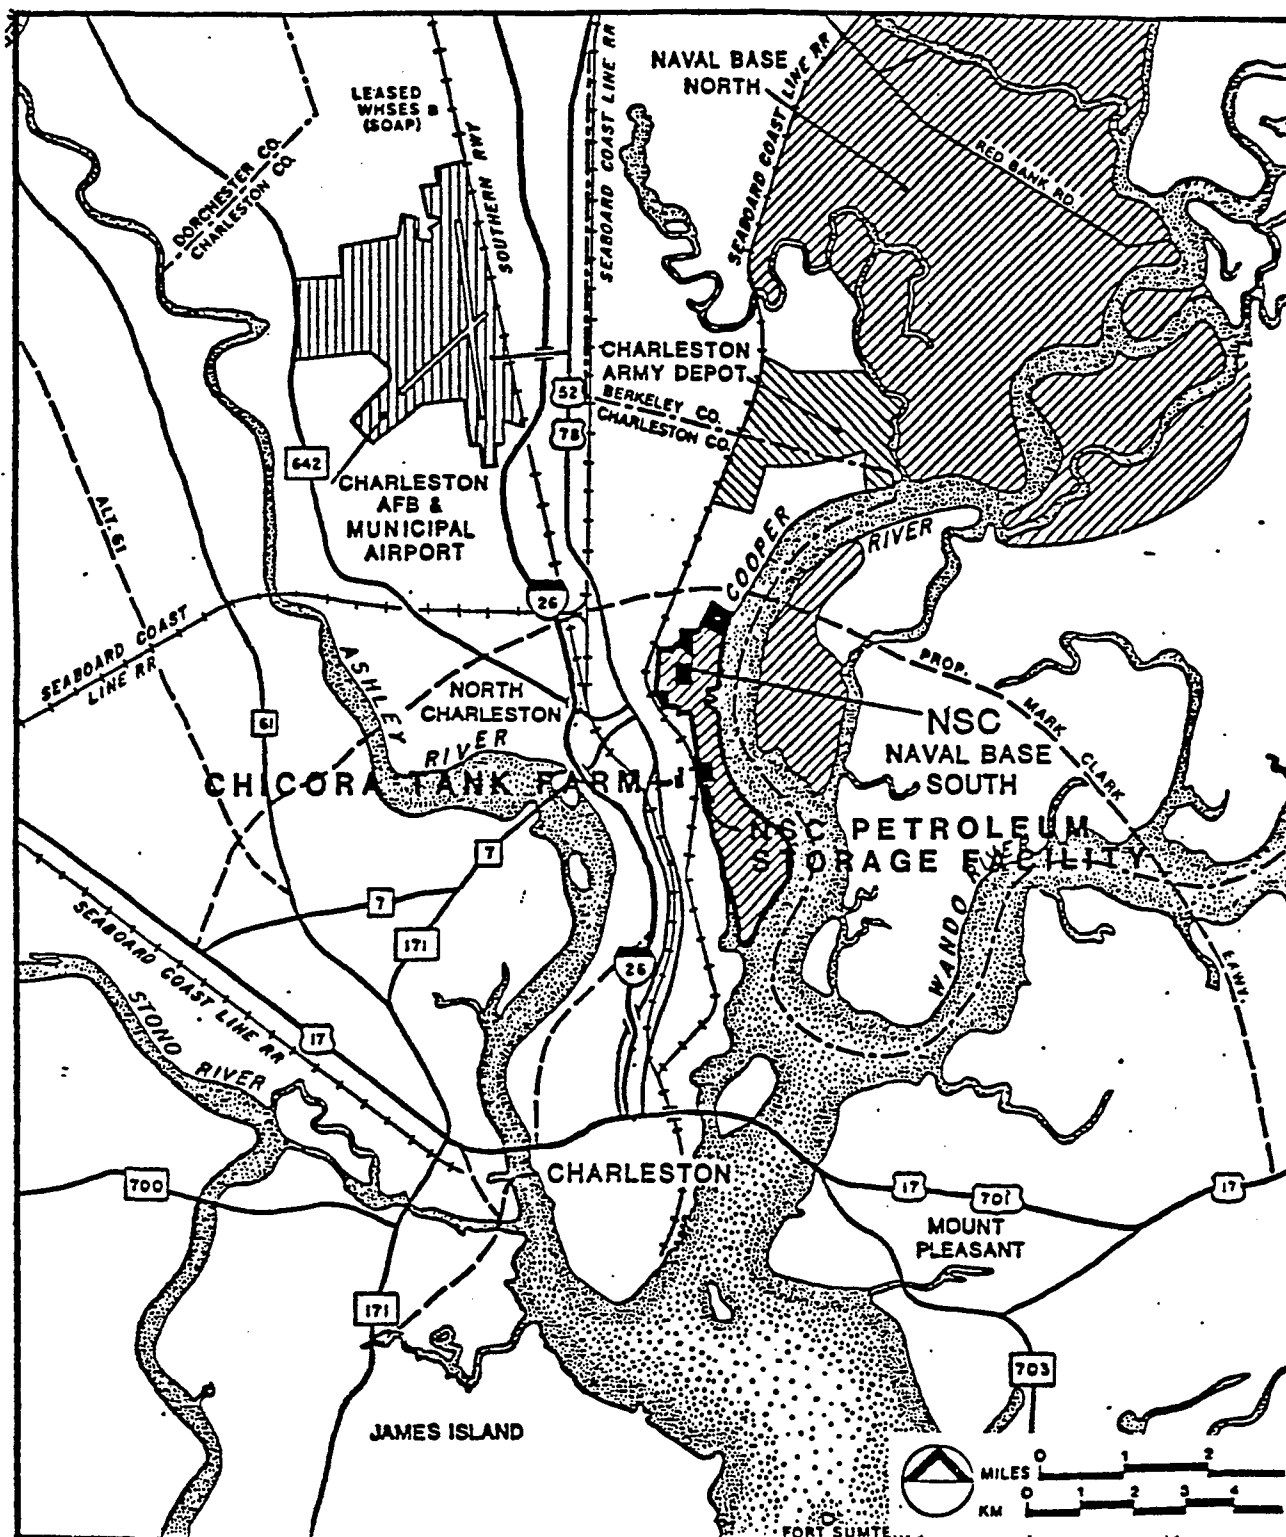 LEASED
WHSES
(SOAP)
SOUTHERN RWY
SEABOARD COAST LINE RR
NAVAL BASE
NORTH
SEABOARD COAST LINE RR
RED BANK RD
DORCHESTER CO.
CHARLESTON CO.
CHARLESTON
ARMY DEPOT
52
BERKELEY CO.
CHARLESTON CO.
78
642
CHARLESTON
AFB &
MUNICIPAL
AIRPORT
ALT. 61
COOPER
RIVER
26
SEABOARD COAST
LINE RR
ASHLEY
RIVER
NORTH
CHARLESTON
61
PROP.
MARK
CLARK
EXWY.
NSC
NAVAL BASE
SOUTH
CHICORA TANK FARM
NSC PETROLEUM
STORAGE FACILITY
7
7
171
WANDO
RIVER
26
SEABOARD COAST LINE RR
STONO
RIVER
17
CHARLESTON
700
17
701
17
MOUNT
PLEASANT
171
703
JAMES ISLAND
MILES 0 1 2
KM 0 1 2 3 4
FORT SUMTE